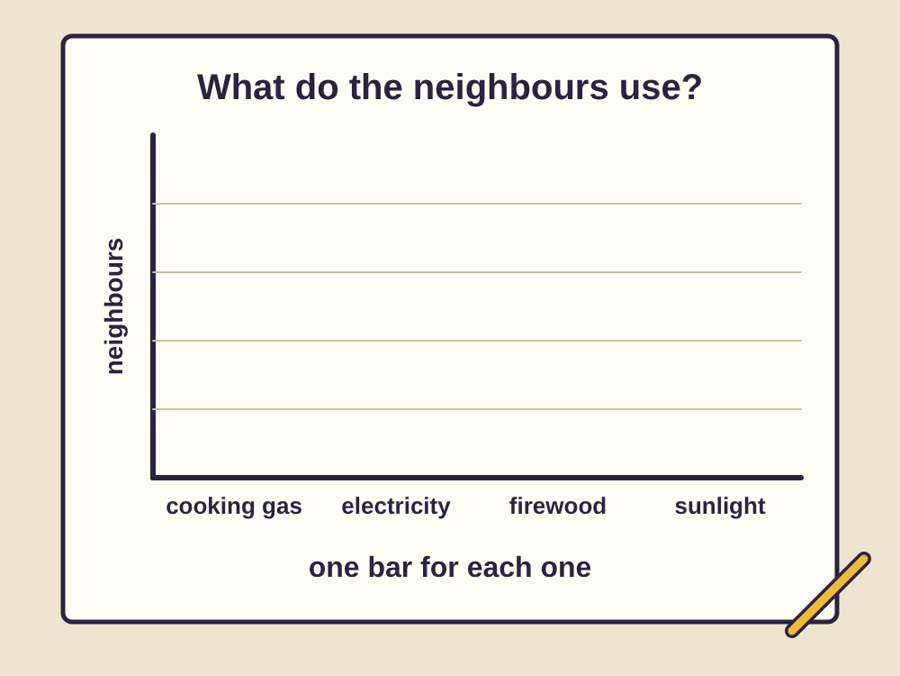 What do the neighbours use?
neighbours
cooking gas electricity firewood sunlight
one bar for each one